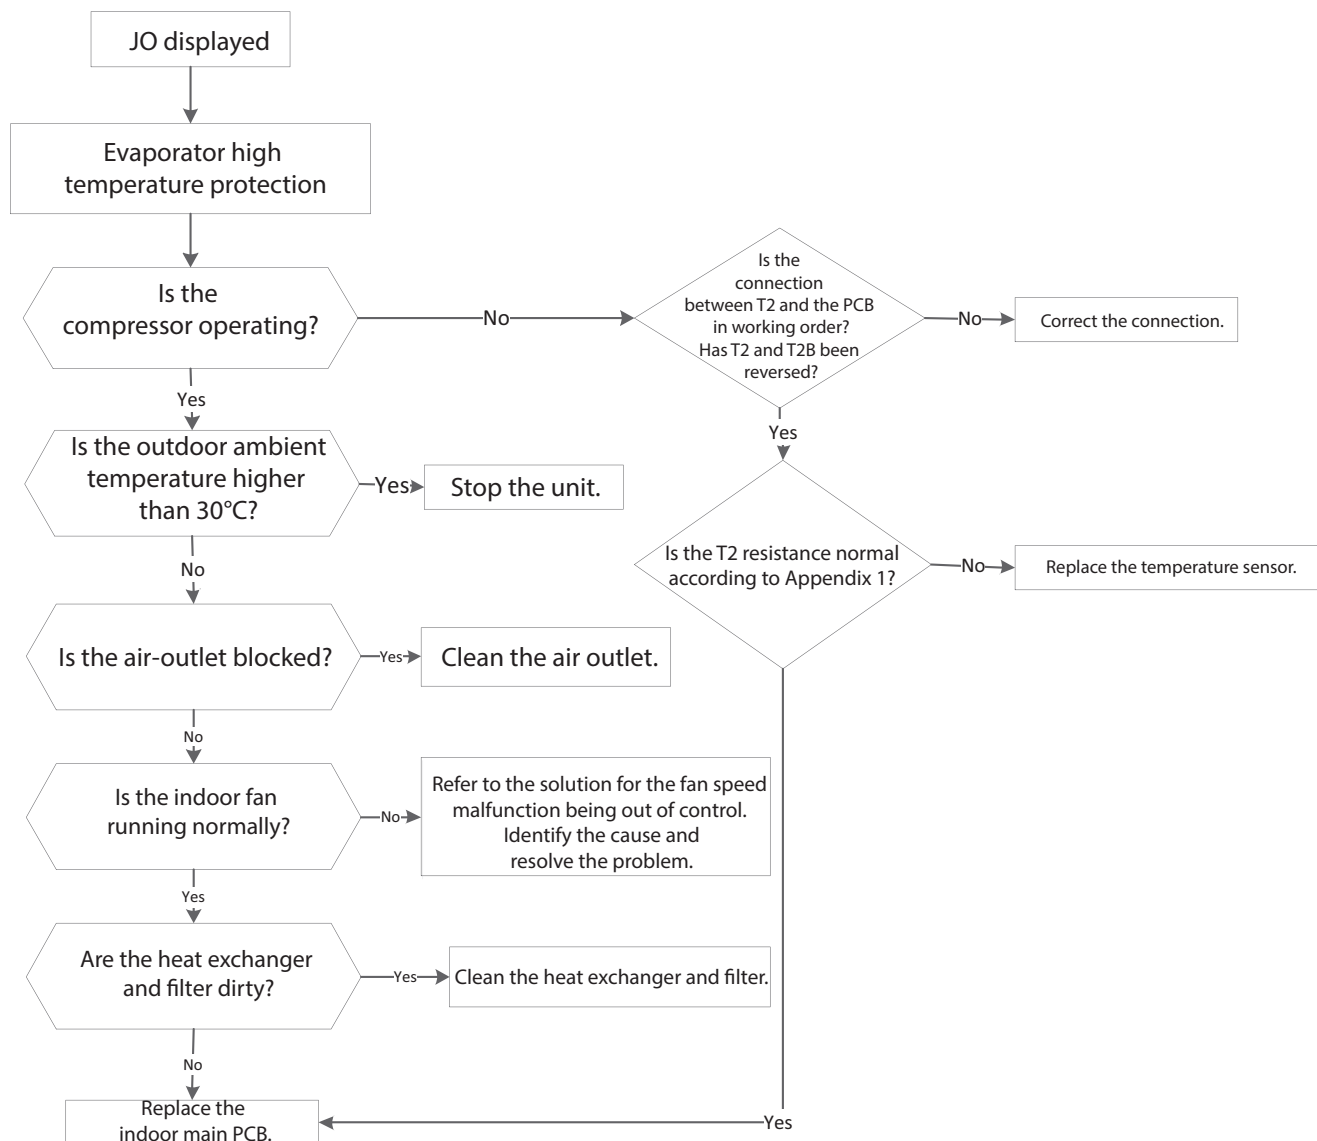 JO displayed
Evaporator high
temperature protection
Is the
compressor operating?
No
Is the
connection
between T2 and the PCB
in working order?
Has T2 and T2B been
reversed?
No
Correct the connection.
Yes
Yes
Is the outdoor ambient
temperature higher
than 30°C?
Yes
Stop the unit.
Is the T2 resistance normal
according to Appendix 1?
No
Replace the temperature sensor.
No
Is the air-outlet blocked?
Yes
Clean the air outlet.
No
Is the indoor fan
running normally?
No
Refer to the solution for the fan speed
malfunction being out of control.
Identify the cause and
resolve the problem.
Yes
Are the heat exchanger
and filter dirty?
Yes
Clean the heat exchanger and filter.
No
Replace the
indoor main PCB.
Yes